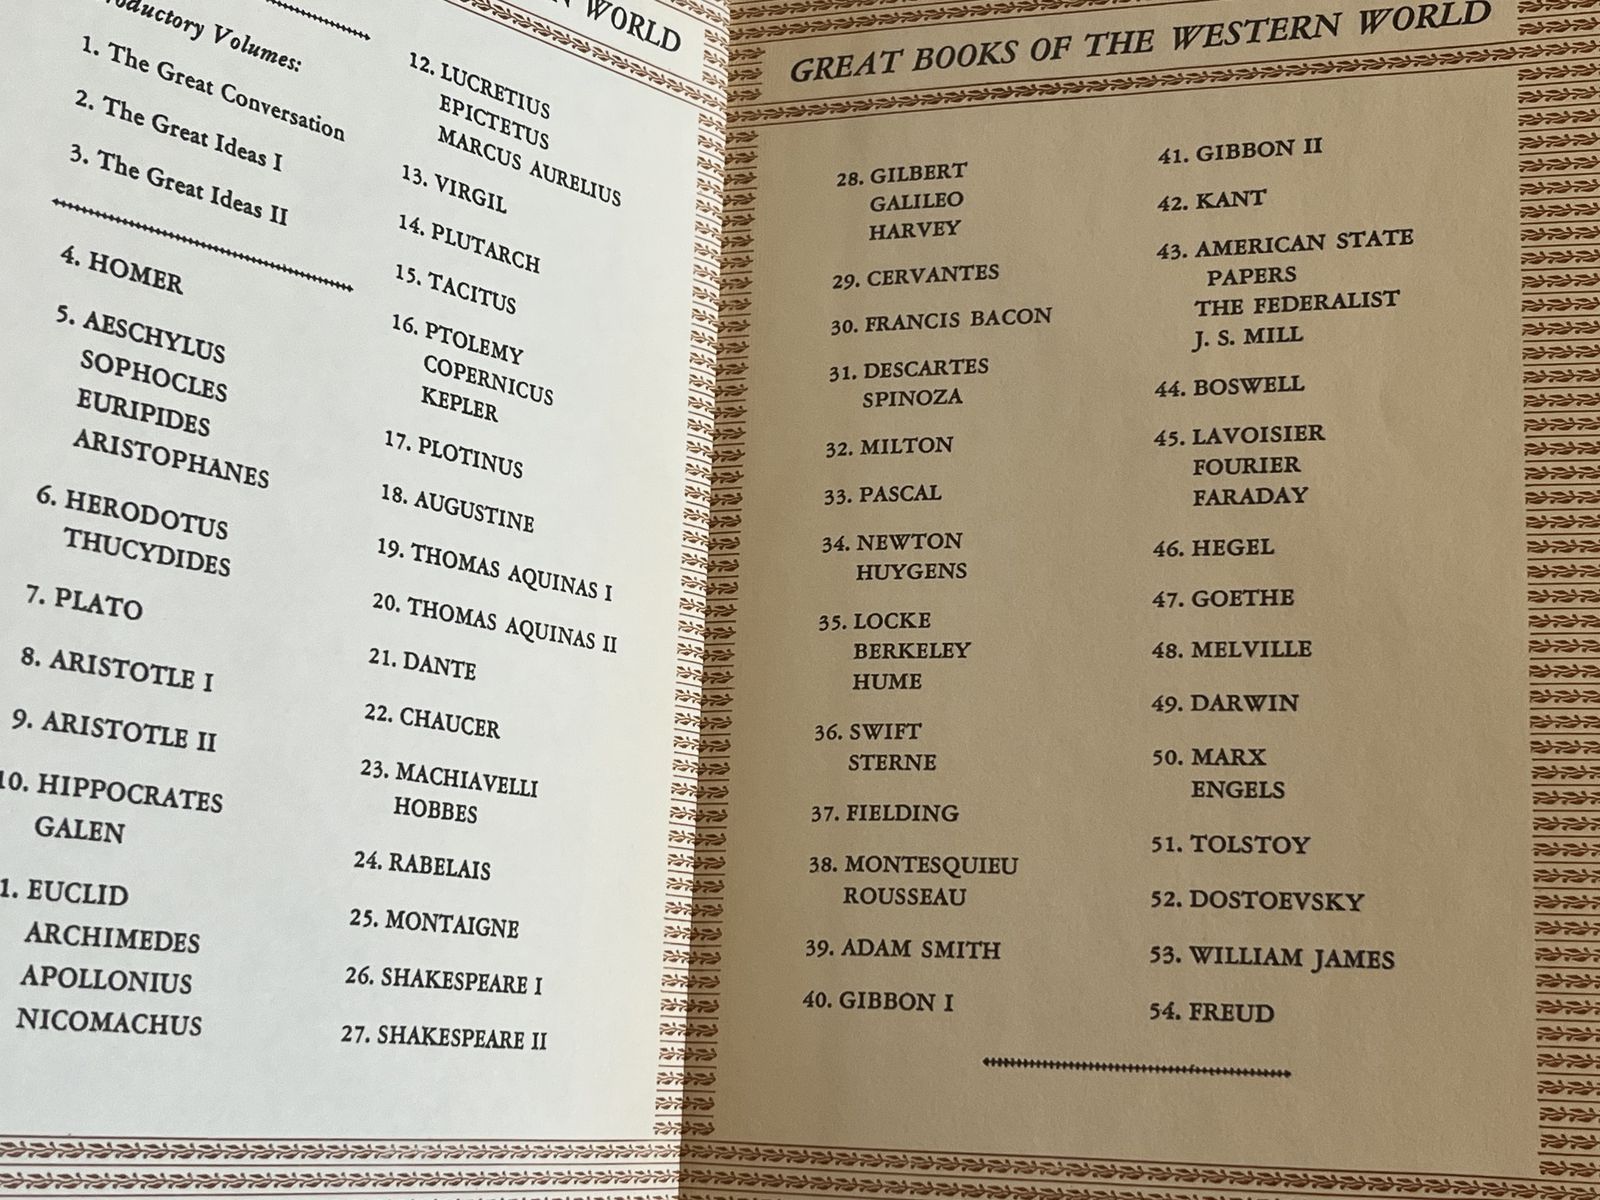 WORLD
Volumes:
1. The Great Conversation
2. The Great Ideas I
3. The Great Ideas II
4. HOMER
5. AESCHYLUS
SOPHOCLES
EURIPIDES
ARISTOPHANES
6. HERODOTUS
THUCYDIDES
7. PLATO
8. ARISTOTLE I
9. ARISTOTLE II
10. HIPPOCRATES
GALEN
1. EUCLID
ARCHIMEDES
APOLLONIUS
NICOMACHUS
12. LUCRETIUS
EPICTETUS
MARCUS AURELIUS
13. VIRGIL
14. PLUTARCH
15. TACITUS
16. PTOLEMY
COPERNICUS
KEPLER
17. PLOTINUS
18. AUGUSTINE
19. THOMAS AQUINAS I
20. THOMAS AQUINAS II
21. DANTE
22. CHAUCER
23. MACHIAVELLI
HOBBES
24. RABELAIS
25. MONTAIGNE
26. SHAKESPEARE I
27. SHAKESPEARE II
GREAT BOOKS OF THE WESTERN WORLD
28. GILBERT
GALILEO
HARVEY
29. CERVANTES
30. FRANCIS BACON
31. DESCARTES
SPINOZA
32. MILTON
33. PASCAL
34. NEWTON
HUYGENS
35. LOCKE
BERKELEY
HUME
36. SWIFT
STERNE
37. FIELDING
38. MONTESQUIEU
ROUSSEAU
39. ADAM SMITH
40. GIBBON I
41. GIBBON II
42. KANT
43. AMERICAN STATE
PAPERS
THE FEDERALIST
J. S. MILL
44. BOSWELL
45. LAVOISIER
FOURIER
FARADAY
46. HEGEL
47. GOETHE
48. MELVILLE
49. DARWIN
50. MARX
ENGELS
51. TOLSTOY
52. DOSTOEVSKY
53. WILLIAM JAMES
54. FREUD